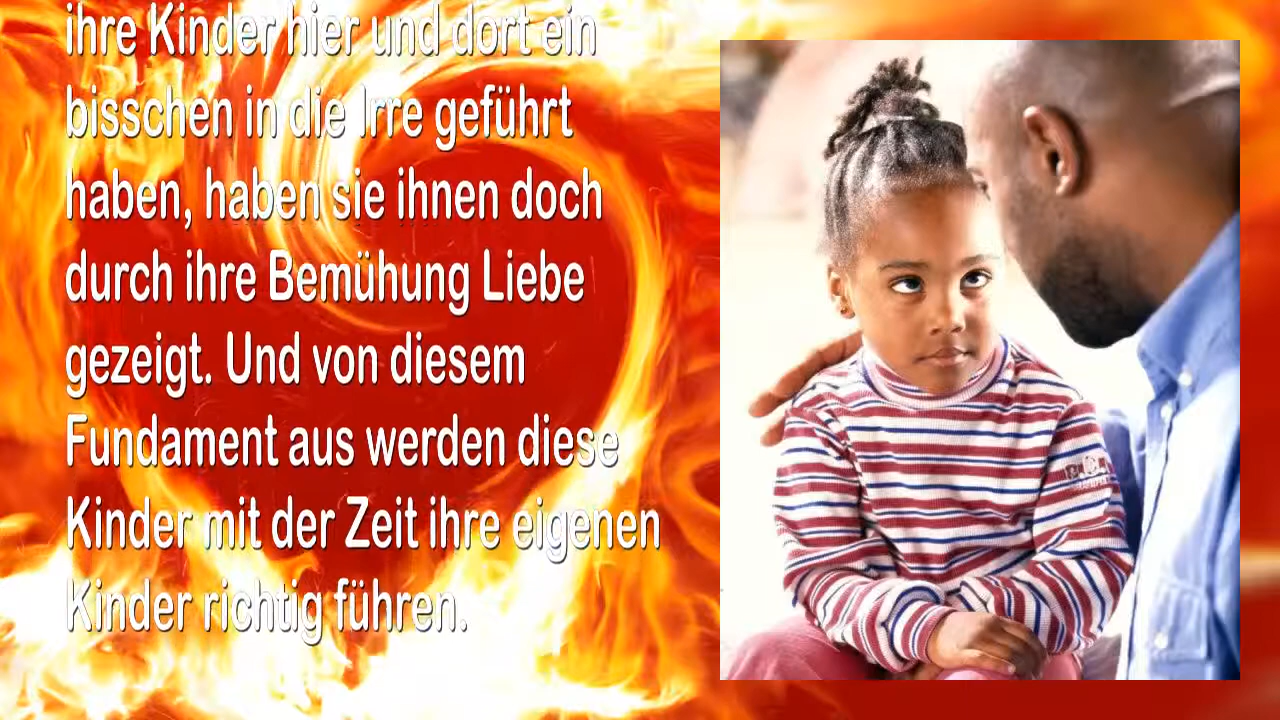 ihre Kinder hier und dort ein
bisschen in die Irre geführt
haben, haben sie ihnen doch
durch ihre Bemühung Liebe
gezeigt. Und von diesem
Fundament aus werden diese
Kinder mit der Zeit ihre eigenen
Kinder richtig führen.